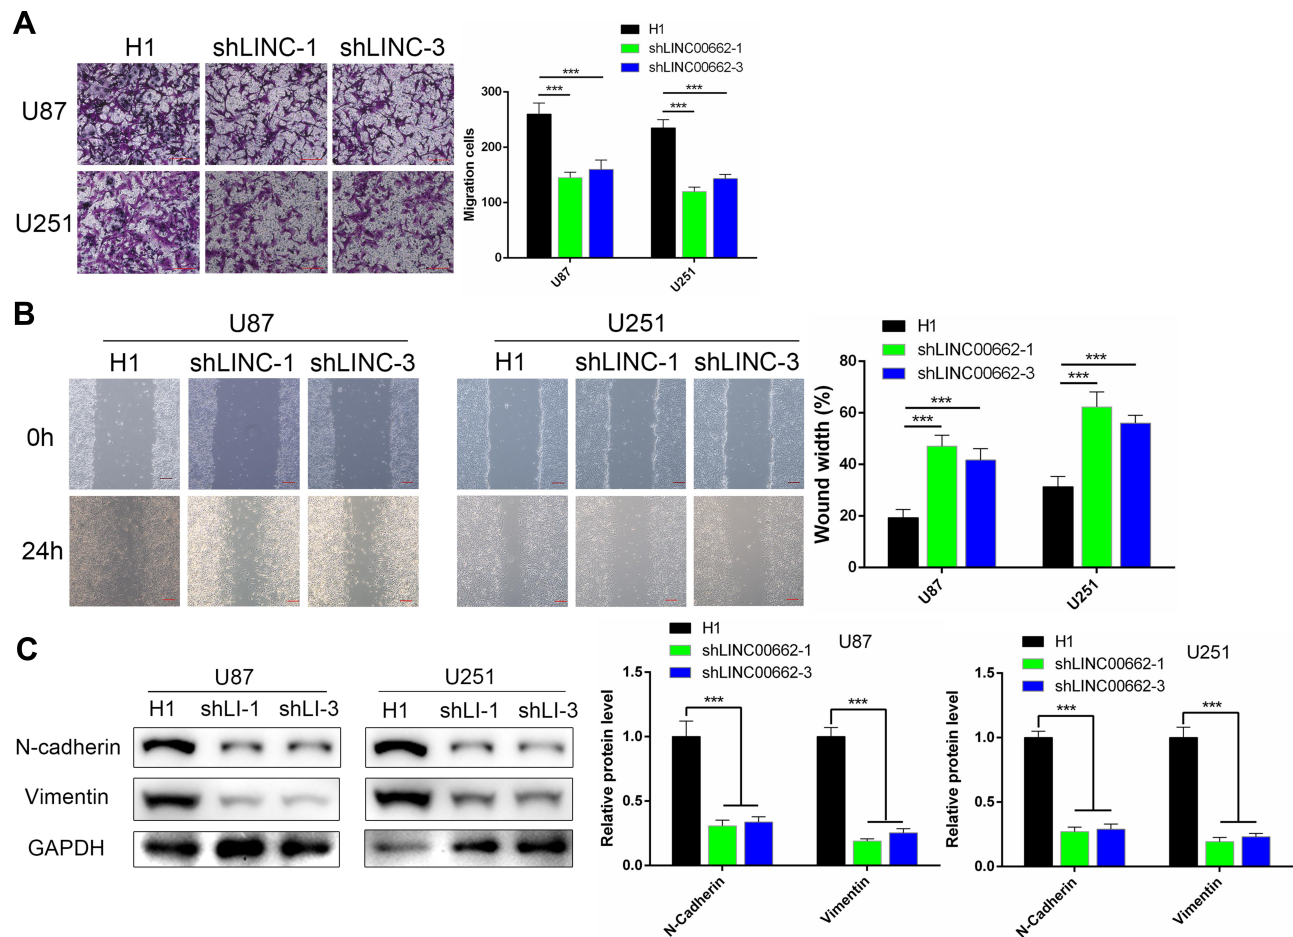 A
H1 shLINC-1 shLINC-3
U87
U251
H1
shLINC00662-1
shLINC00662-3
Migration cells
300
200
100
0
*** ***
*** ***
U87 U251
B
U87
H1 shLINC-1 shLINC-3
U251
H1 shLINC-1 shLINC-3
0h
24h
H1
shLINC00662-1
shLINC00662-3
Wound width (%)
80
60
40
20
0
*** ***
*** ***
U87 U251
C
U87
H1 shLI-1 shLI-3
U251
H1 shLI-1 shLI-3
N-cadherin
Vimentin
GAPDH
H1
shLINC00662-1
shLINC00662-3
U87
Relative protein level
1.5
1.0
0.5
0.0
*** ***
N-Cadherin Vimentin
H1
shLINC00662-1
shLINC00662-3
U251
Relative protein level
1.5
1.0
0.5
0.0
*** ***
N-Cadherin Vimentin